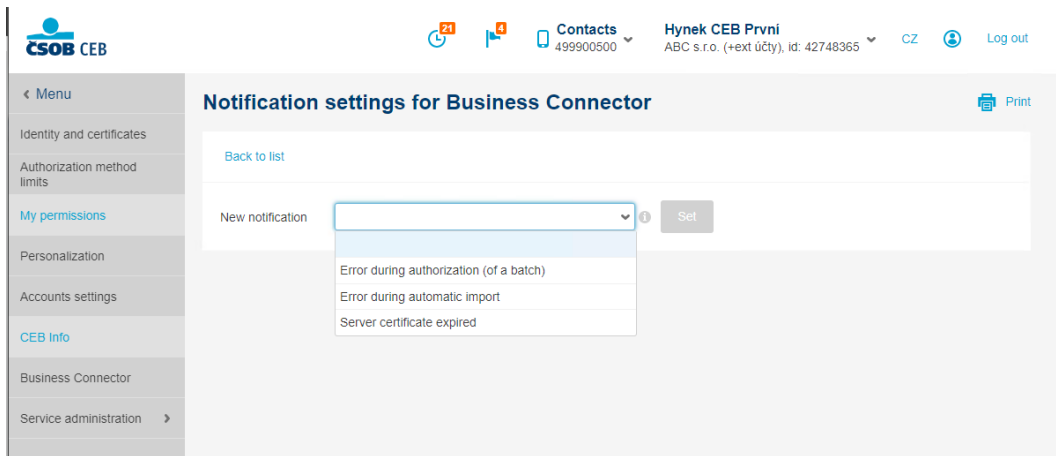 ČSOB CEB
21
4
Contacts
499900500
Hynek CEB První
ABC s.r.o. (+ext účty), id: 42748365
CZ
Log out
Menu
Identity and certificates
Authorization method
limits
My permissions
Personalization
Accounts settings
CEB Info
Business Connector
Service administration
Notification settings for Business Connector
Print
Back to list
New notification
Set
Error during authorization (of a batch)
Error during automatic import
Server certificate expired